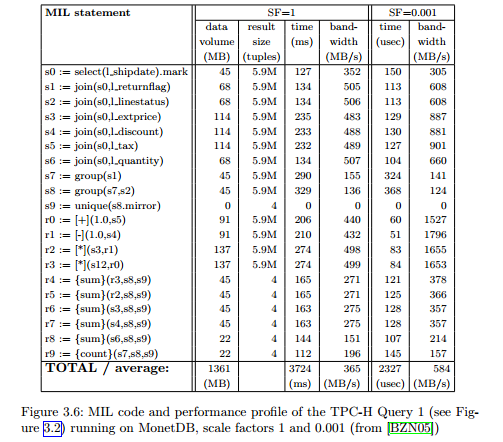 MIL statement SF=1 SF=0.001
data result time band- time band-
volume size (ms) width (usec) width
(MB) (tuples) (MB/s) (MB/s)
s0 := select(l_shipdate).mark 45 5.9M 127 352 150 305
s1 := join(s0,l_returnflag) 68 5.9M 134 505 113 608
s2 := join(s0,l_linestatus) 68 5.9M 134 506 113 608
s3 := join(s0,l_extprice) 114 5.9M 235 483 129 887
s4 := join(s0,l_discount) 114 5.9M 233 488 130 881
s5 := join(s0,l_tax) 114 5.9M 232 489 127 901
s6 := join(s0,l_quantity) 68 5.9M 134 507 104 660
s7 := group(s1) 45 5.9M 290 155 324 141
s8 := group(s7,s2) 45 5.9M 329 136 368 124
s9 := unique(s8.mirror) 0 4 0 0 0 0
r0 := [+](1.0,s5) 91 5.9M 206 440 60 1527
r1 := [-](1.0,s4) 91 5.9M 210 432 51 1796
r2 := [*](s3,r1) 137 5.9M 274 498 83 1655
r3 := [*](s12,r0) 137 5.9M 274 499 84 1653
r4 := {sum}(r3,s8,s9) 45 4 165 271 121 378
r5 := {sum}(r2,s8,s9) 45 4 165 271 125 366
r6 := {sum}(s3,s8,s9) 45 4 163 275 128 357
r7 := {sum}(s4,s8,s9) 45 4 163 275 128 357
r8 := {sum}(s6,s8,s9) 22 4 144 151 107 214
r9 := {count}(s7,s8,s9) 22 4 112 196 145 157
TOTAL / average: 1361 3724 365 2327 584
(MB) (ms) (MB/s) (usec) (MB/s)
Figure 3.6: MIL code and performance profile of the TPC-H Query 1 (see Fig-
ure 3.2) running on MonetDB, scale factors 1 and 0.001 (from [BZN05])